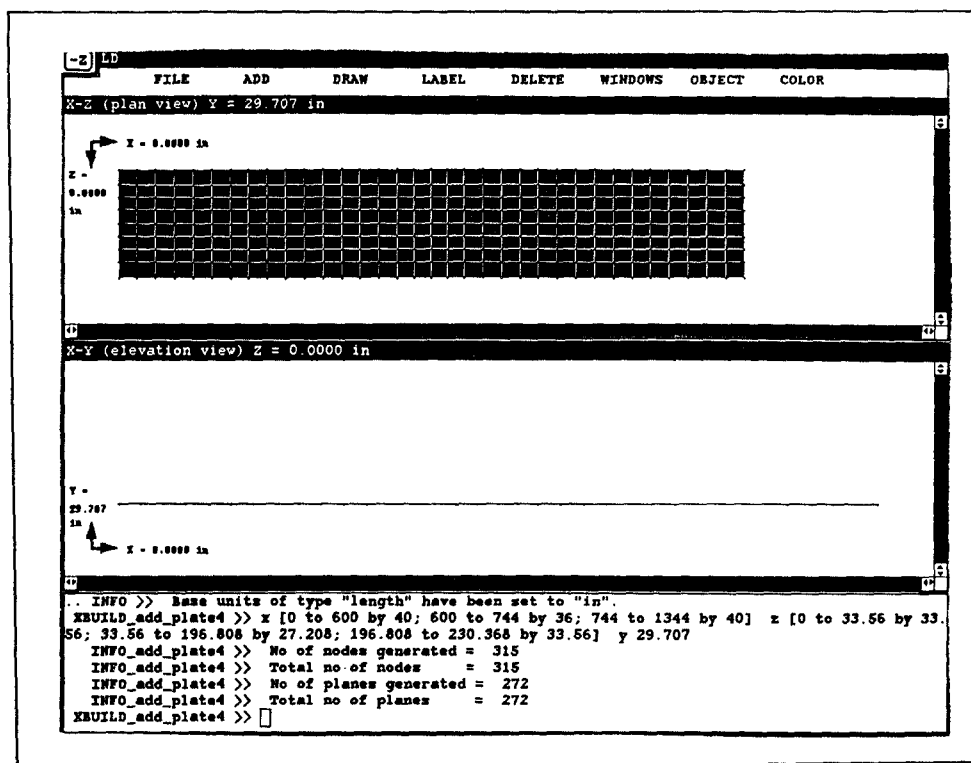 -Z LD
FILE ADD DRAW LABEL DELETE WINDOWS OBJECT COLOR
X-Z (plan view) Y = 29.707 in
X = 0.0000 in
Z =
0.0000
in
X-Y (elevation view) Z = 0.0000 in
Y =
29.707
in
X = 0.0000 in
.. INFO >> Base units of type "length" have been set to "in".
XBUILD_add_plate4 >> x [0 to 600 by 40; 600 to 744 by 36; 744 to 1344 by 40] z [0 to 33.56 by 33.
56; 33.56 to 196.808 by 27.208; 196.808 to 230.368 by 33.56] y 29.707
INFO_add_plate4 >> No of nodes generated = 315
INFO_add_plate4 >> Total no of nodes = 315
INFO_add_plate4 >> No of planes generated = 272
INFO_add_plate4 >> Total no of planes = 272
XBUILD_add_plate4 >>